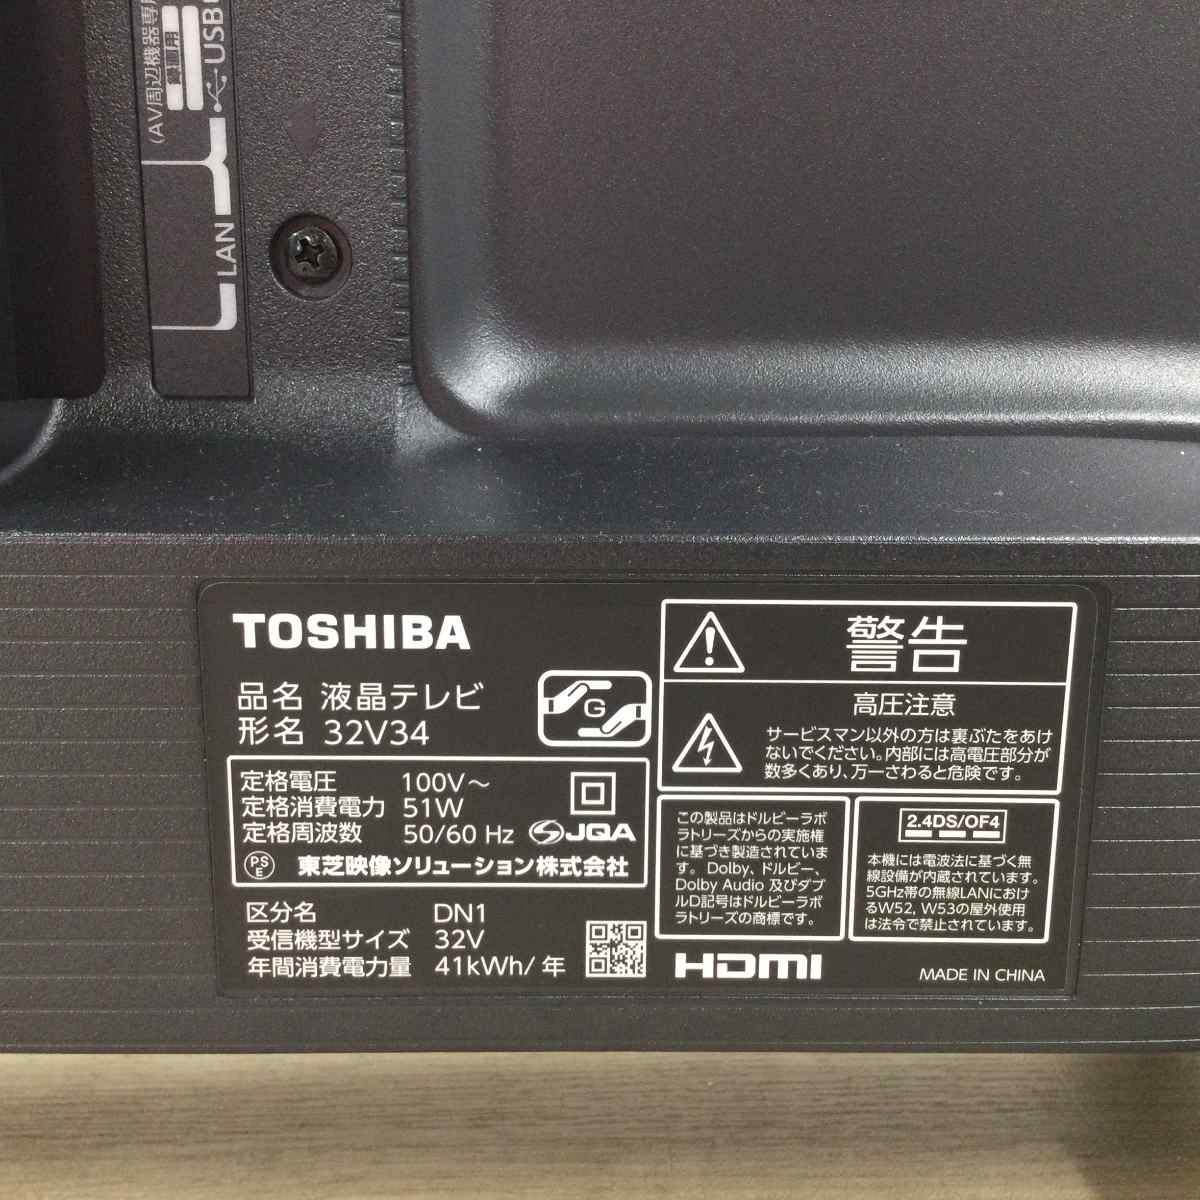 (AV周辺機器専用
録画用
USB
LAN
TOSHIBA
品名 液晶テレビ
形名 32V34
G
定格電圧 100V～
定格消費電力 51W
定格周波数 50/60 Hz
JQA
PS
E
東芝映像ソリューション株式会社
区分名 DN1
受信機型サイズ 32V
年間消費電力量 41kWh/年
警告
高圧注意
サービスマン以外の方は裏ぶたをあけ
ないでください。内部には高電圧部分が
数多くあり、万一さわると危険です。
この製品はドルビーラボ
ラトリーズからの実施権
に基づき製造されていま
す。Dolby、ドルビー、
Dolby Audio 及びダブ
ルD記号はドルビーラボ
ラトリーズの商標です。
2.4DS/OF4
本機には電波法に基づく無
線設備が内蔵されています。
5GHz帯の無線LANにおけ
るW52, W53の屋外使用
は法令で禁止されています。
HDMI
MADE IN CHINA